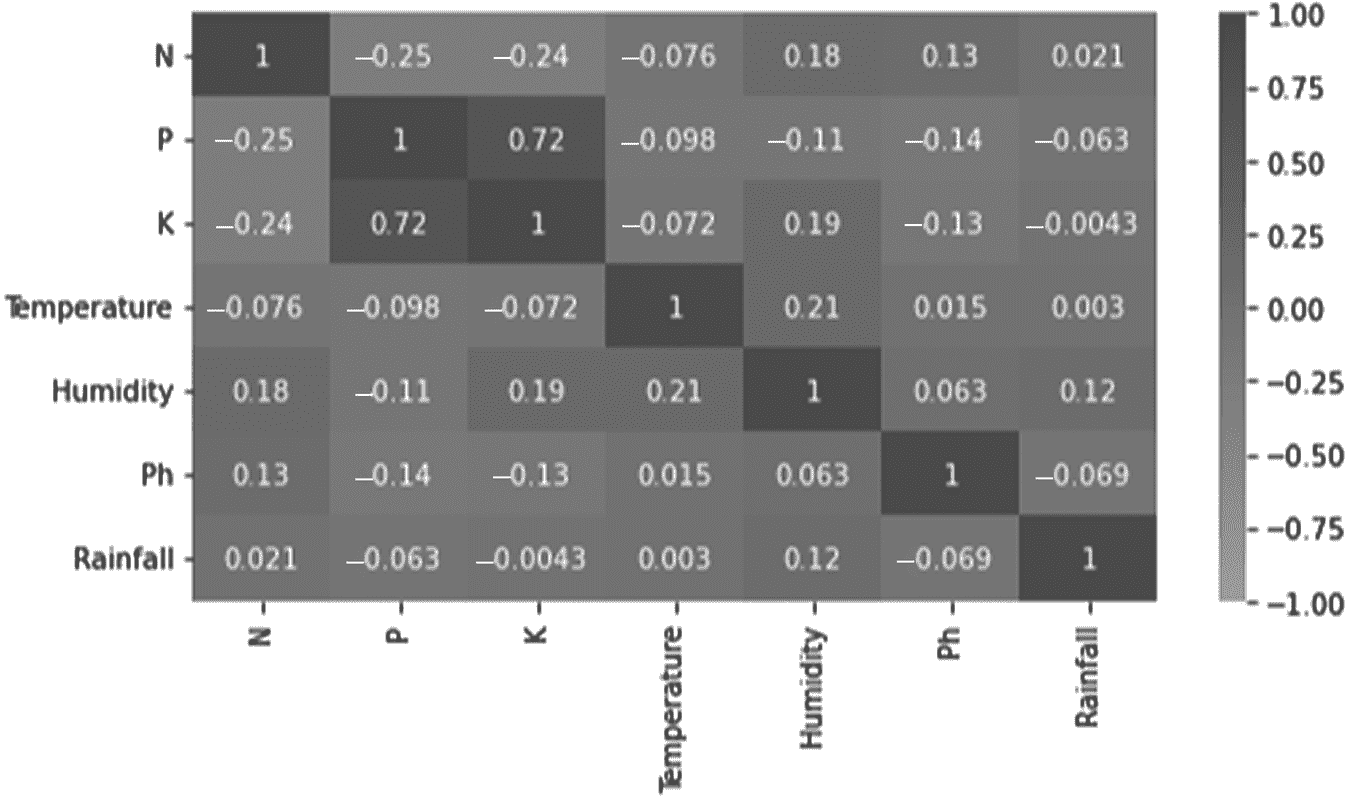 N 1 −0.25 −0.24 −0.076 0.18 0.13 0.021
P −0.25 1 0.72 −0.098 −0.11 −0.14 −0.063
K −0.24 0.72 1 −0.072 0.19 −0.13 −0.0043
Temperature −0.076 −0.098 −0.072 1 0.21 0.015 0.003
Humidity 0.18 −0.11 0.19 0.21 1 0.063 0.12
Ph 0.13 −0.14 −0.13 0.015 0.063 1 −0.069
Rainfall 0.021 −0.063 −0.0043 0.003 0.12 −0.069 1
N P K Temperature Humidity Ph Rainfall
1.00
0.75
0.50
0.25
0.00
−0.25
−0.50
−0.75
−1.00